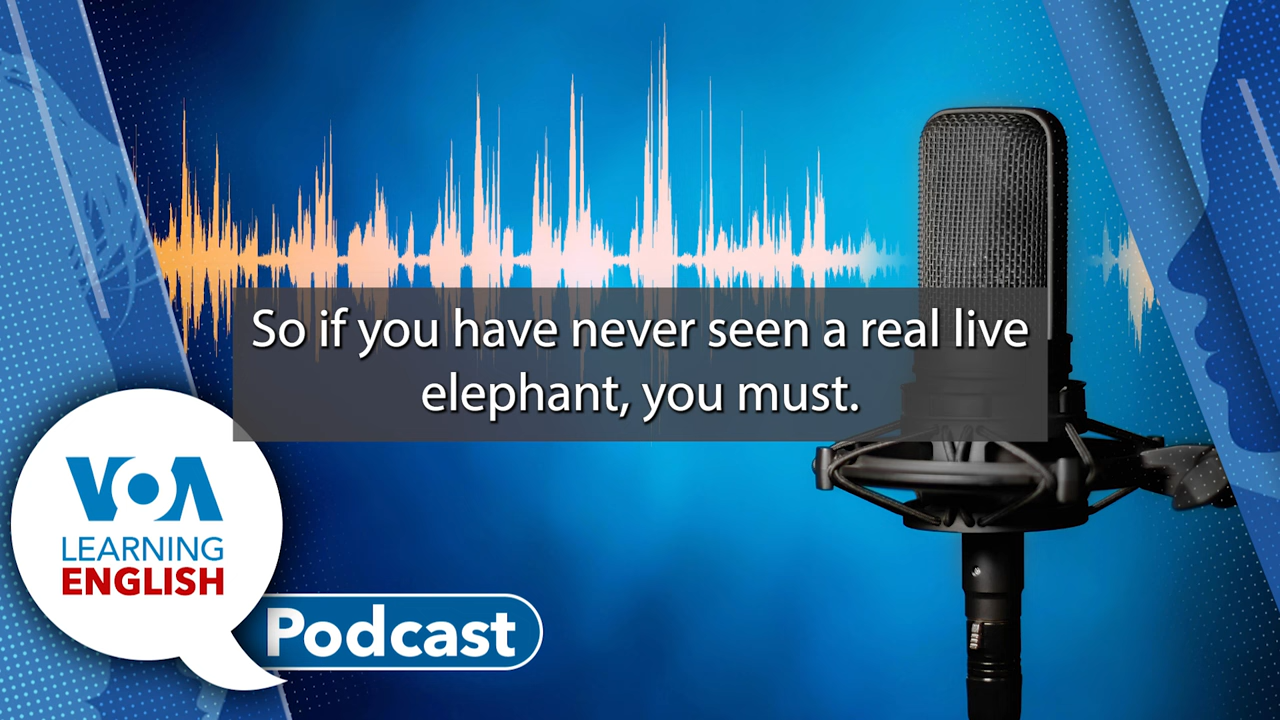 So if you have never seen a real live
elephant, you must.
VOA
LEARNING
ENGLISH
Podcast